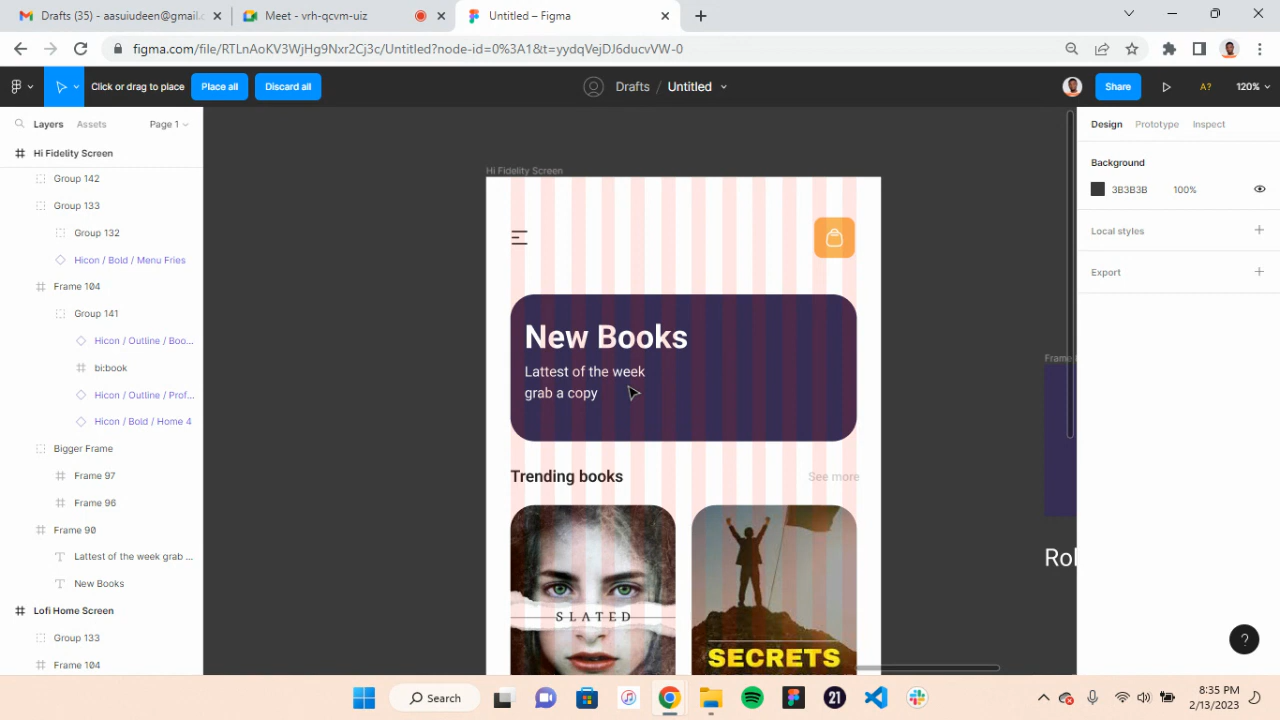 Drafts (35) - aasuiudeen@gmail.c
Meet - vrh-qcvm-uiz
Untitled – Figma
figma.com/file/RTLnAoKV3WjHg9Nxr2Cj3c/Untitled?node-id=0%3A1&t=yydqVejDJ6ducvVW-0
Click or drag to place
Place all
Discard all
Drafts / Untitled
Share
A?
120%
Layers
Assets
Page 1
Hi Fidelity Screen
Group 142
Group 133
Group 132
Hicon / Bold / Menu Fries
Frame 104
Group 141
Hicon / Outline / Boo...
bi:book
Hicon / Outline / Prof...
Hicon / Bold / Home 4
Bigger Frame
Frame 97
Frame 96
Frame 90
Lattest of the week grab ...
New Books
Lofi Home Screen
Group 133
Frame 104
Hi Fidelity Screen
New Books
Lattest of the week
grab a copy
Trending books
See more
SLATED
SECRETS
Frame
Rol
Design
Prototype
Inspect
Background
3B3B3B
100%
Local styles
Export
?
Search
21
8:35 PM
2/13/2023